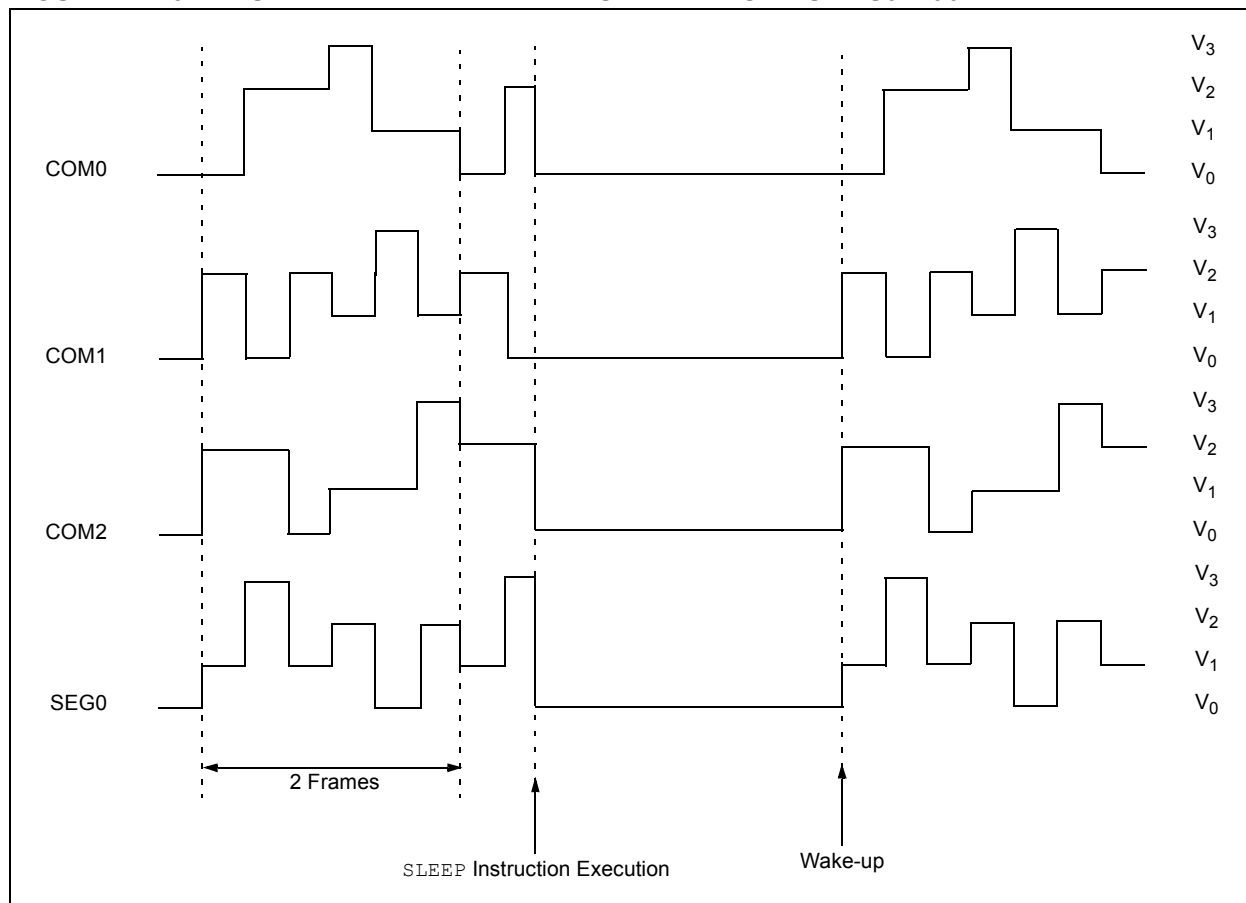 V3
V2
V1
COM0
V0
V3
V2
V1
COM1
V0
V3
V2
V1
COM2
V0
V3
V2
V1
SEG0
V0
2 Frames
SLEEP Instruction Execution
Wake-up